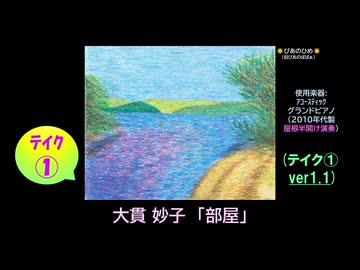 🌟ぴあのひめ🌟
(旧ぴあのぱぱa)
使用楽器:
ｱｺｰｽﾃｨｯｸ
グランドピアノ
(2010年代製
屋根半開け演奏)
テイク
①
(テイク①
ver1.1)
大貫 妙子 「部屋」